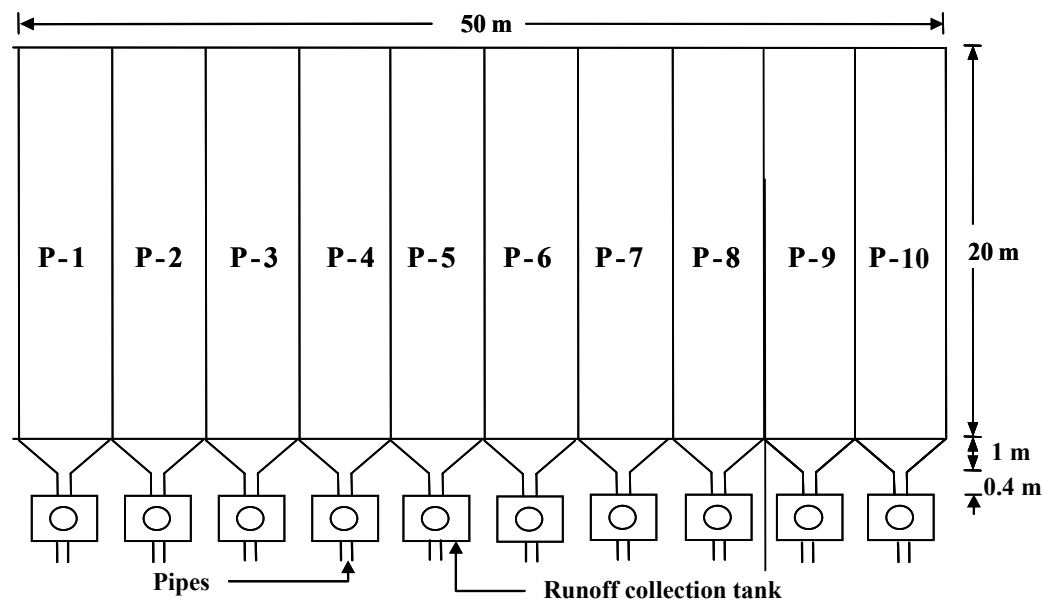 50 m
P-1 P-2 P-3 P-4 P-5 P-6 P-7 P-8 P-9 P-10
20 m
1 m
0.4 m
Pipes
Runoff collection tank